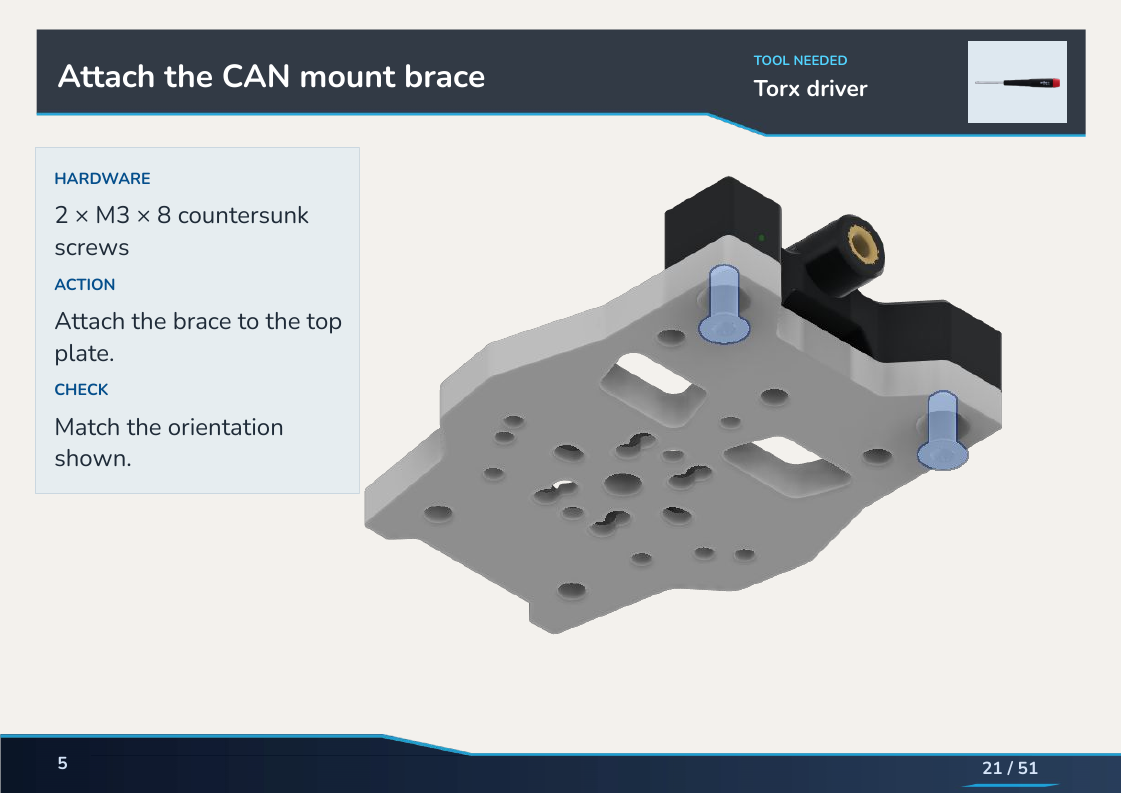 Attach the CAN mount brace
TOOL NEEDED
Torx driver
HARDWARE
2 × M3 × 8 countersunk
screws
ACTION
Attach the brace to the top
plate.
CHECK
Match the orientation
shown.
5
21 / 51